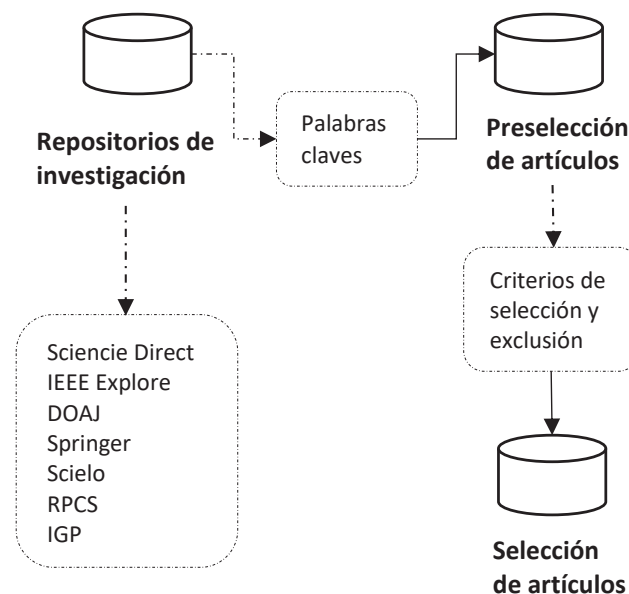 Repositorios de
investigación
Palabras
claves
Preselección
de artículos
Sciencie Direct
IEEE Explore
DOAJ
Springer
Scielo
RPCS
IGP
Criterios de
selección y
exclusión
Selección
de artículos